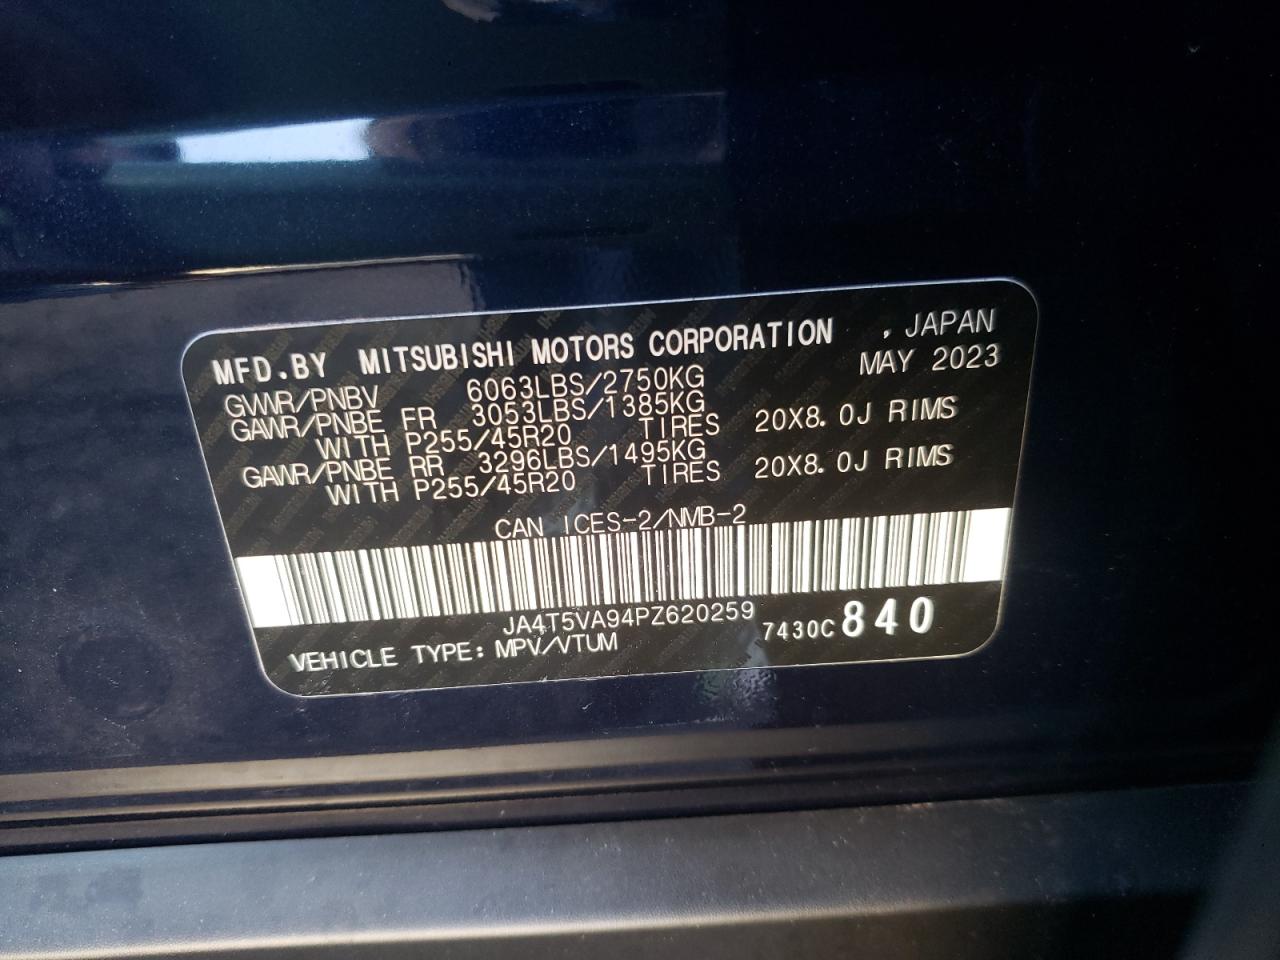 MFD.BY MITSUBISHI MOTORS CORPORATION , JAPAN
MAY 2023
GVWR/PNBV 6063LBS/2750KG
GAWR/PNBE FR 3053LBS/1385KG
WITH P255/45R20 TIRES 20X8.0J RIMS
GAWR/PNBE RR 3296LBS/1495KG
WITH P255/45R20 TIRES 20X8.0J RIMS
CAN ICES-2/NMB-2
JA4T5VA94PZ620259
VEHICLE TYPE: MPV/VTUM 7430C 840